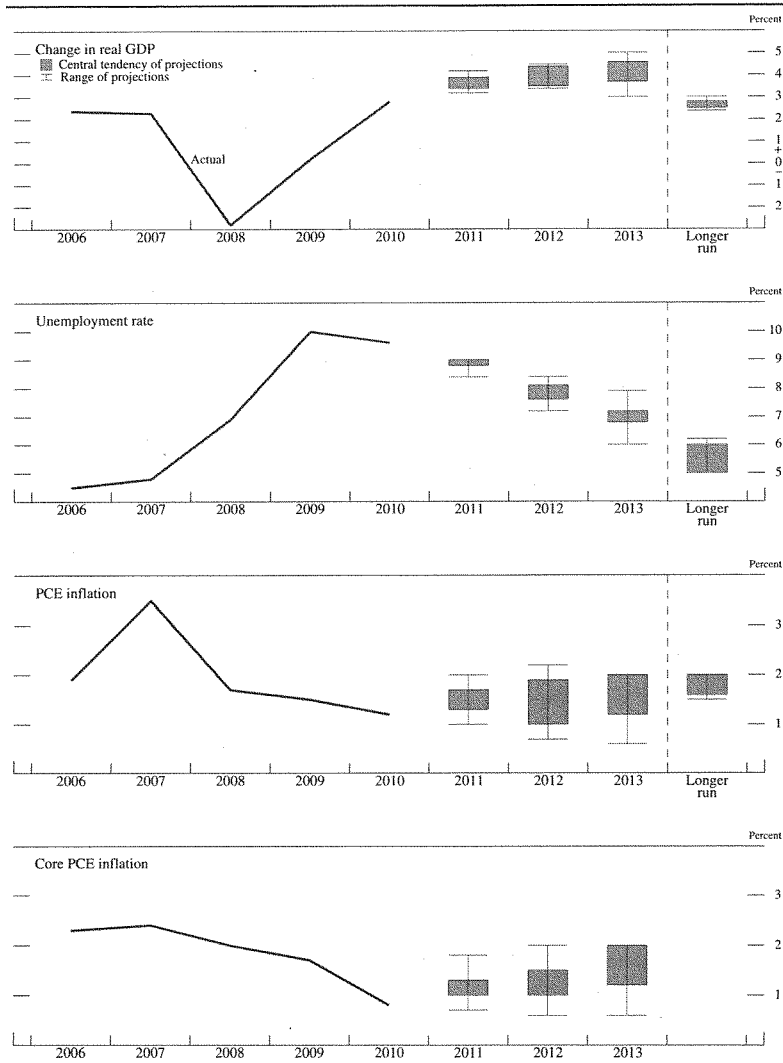 Percent
Change in real GDP
Central tendency of projections
Range of projections
Actual
5
4
3
2
1
+
0
–
1
2
2006 2007 2008 2009 2010 2011 2012 2013 Longer run
Percent
Unemployment rate
10
9
8
7
6
5
2006 2007 2008 2009 2010 2011 2012 2013 Longer run
Percent
PCE inflation
3
2
1
2006 2007 2008 2009 2010 2011 2012 2013 Longer run
Percent
Core PCE inflation
3
2
1
2006 2007 2008 2009 2010 2011 2012 2013